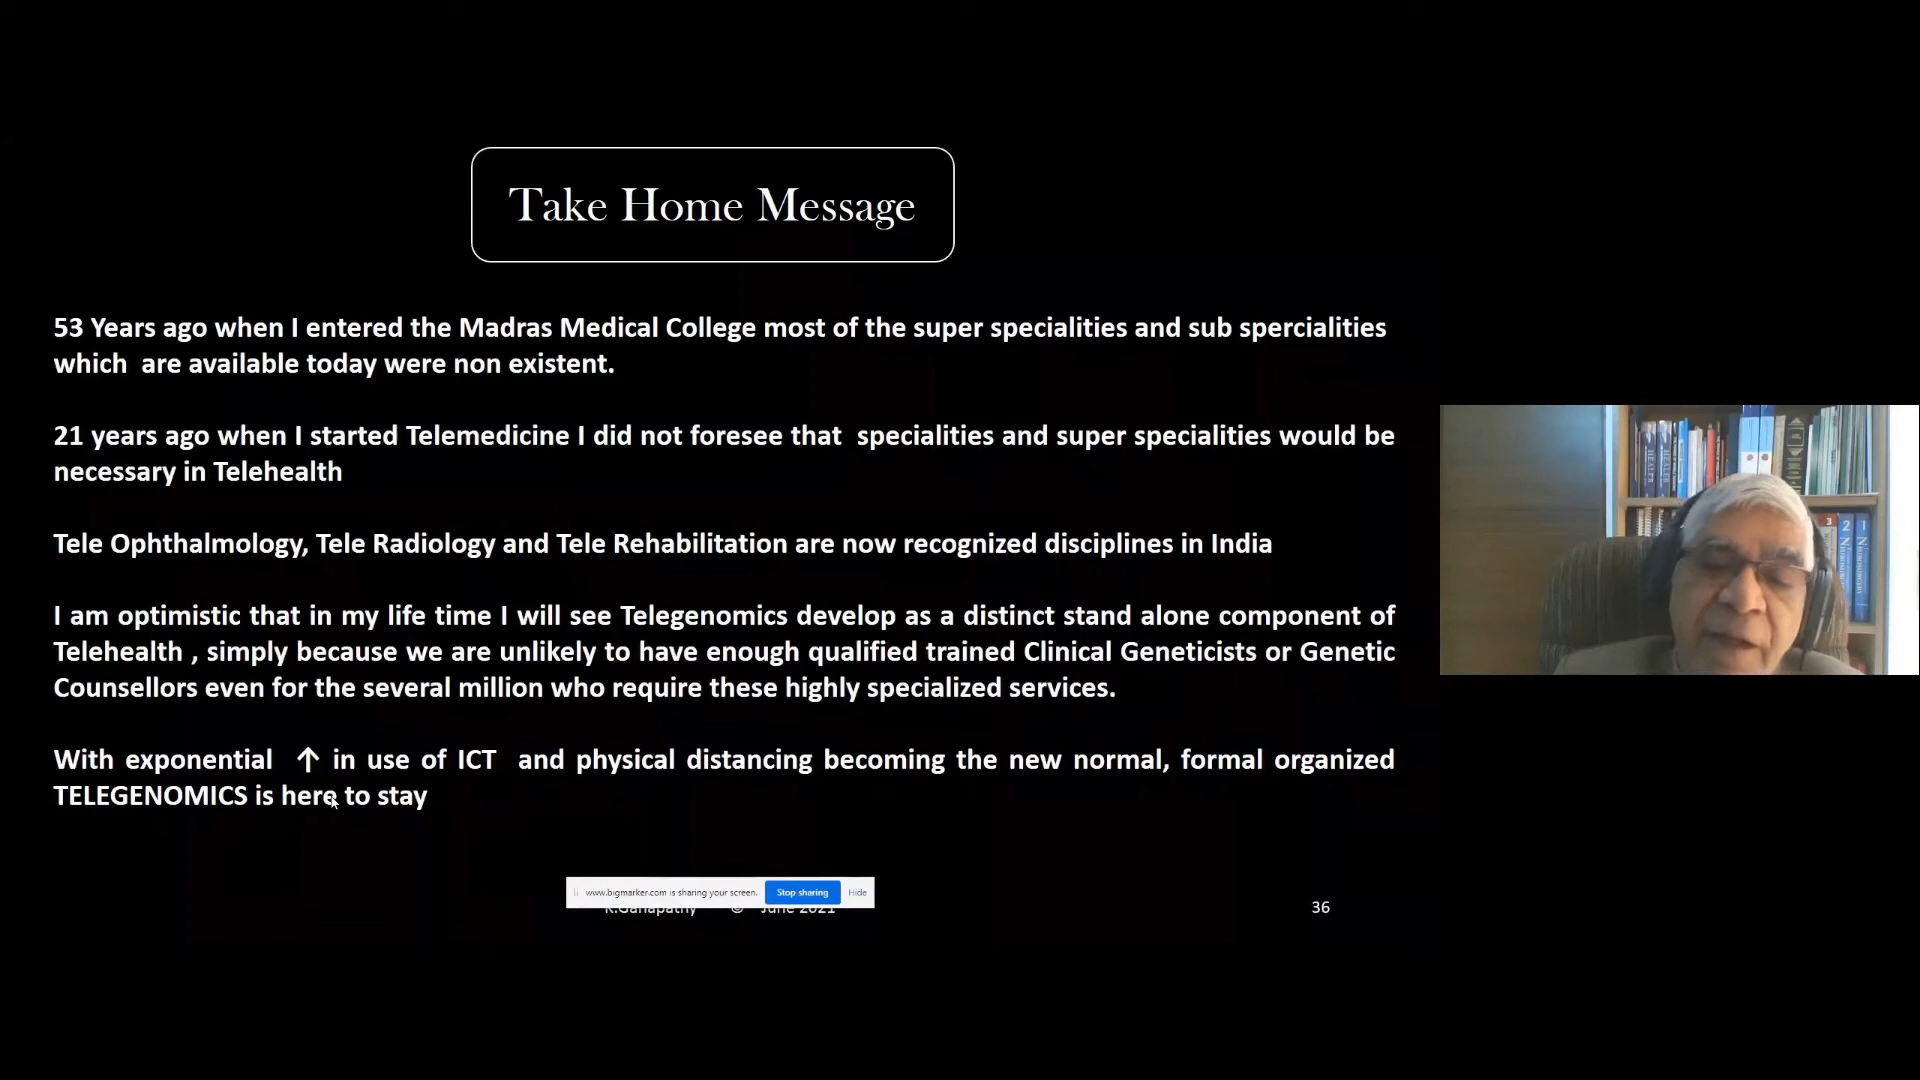 Take Home Message
53 Years ago when I entered the Madras Medical College most of the super specialities and sub spercialities
which are available today were non existent.
21 years ago when I started Telemedicine I did not foresee that specialities and super specialities would be
necessary in Telehealth
Tele Ophthalmology, Tele Radiology and Tele Rehabilitation are now recognized disciplines in India
I am optimistic that in my life time I will see Telegenomics develop as a distinct stand alone component of
Telehealth , simply because we are unlikely to have enough qualified trained Clinical Geneticists or Genetic
Counsellors even for the several million who require these highly specialized services.
With exponential ↑ in use of ICT and physical distancing becoming the new normal, formal organized
TELEGENOMICS is here to stay
www.bigmarker.com is sharing your screen. Stop sharing Hide
K.Ganapathy © June 2021 36